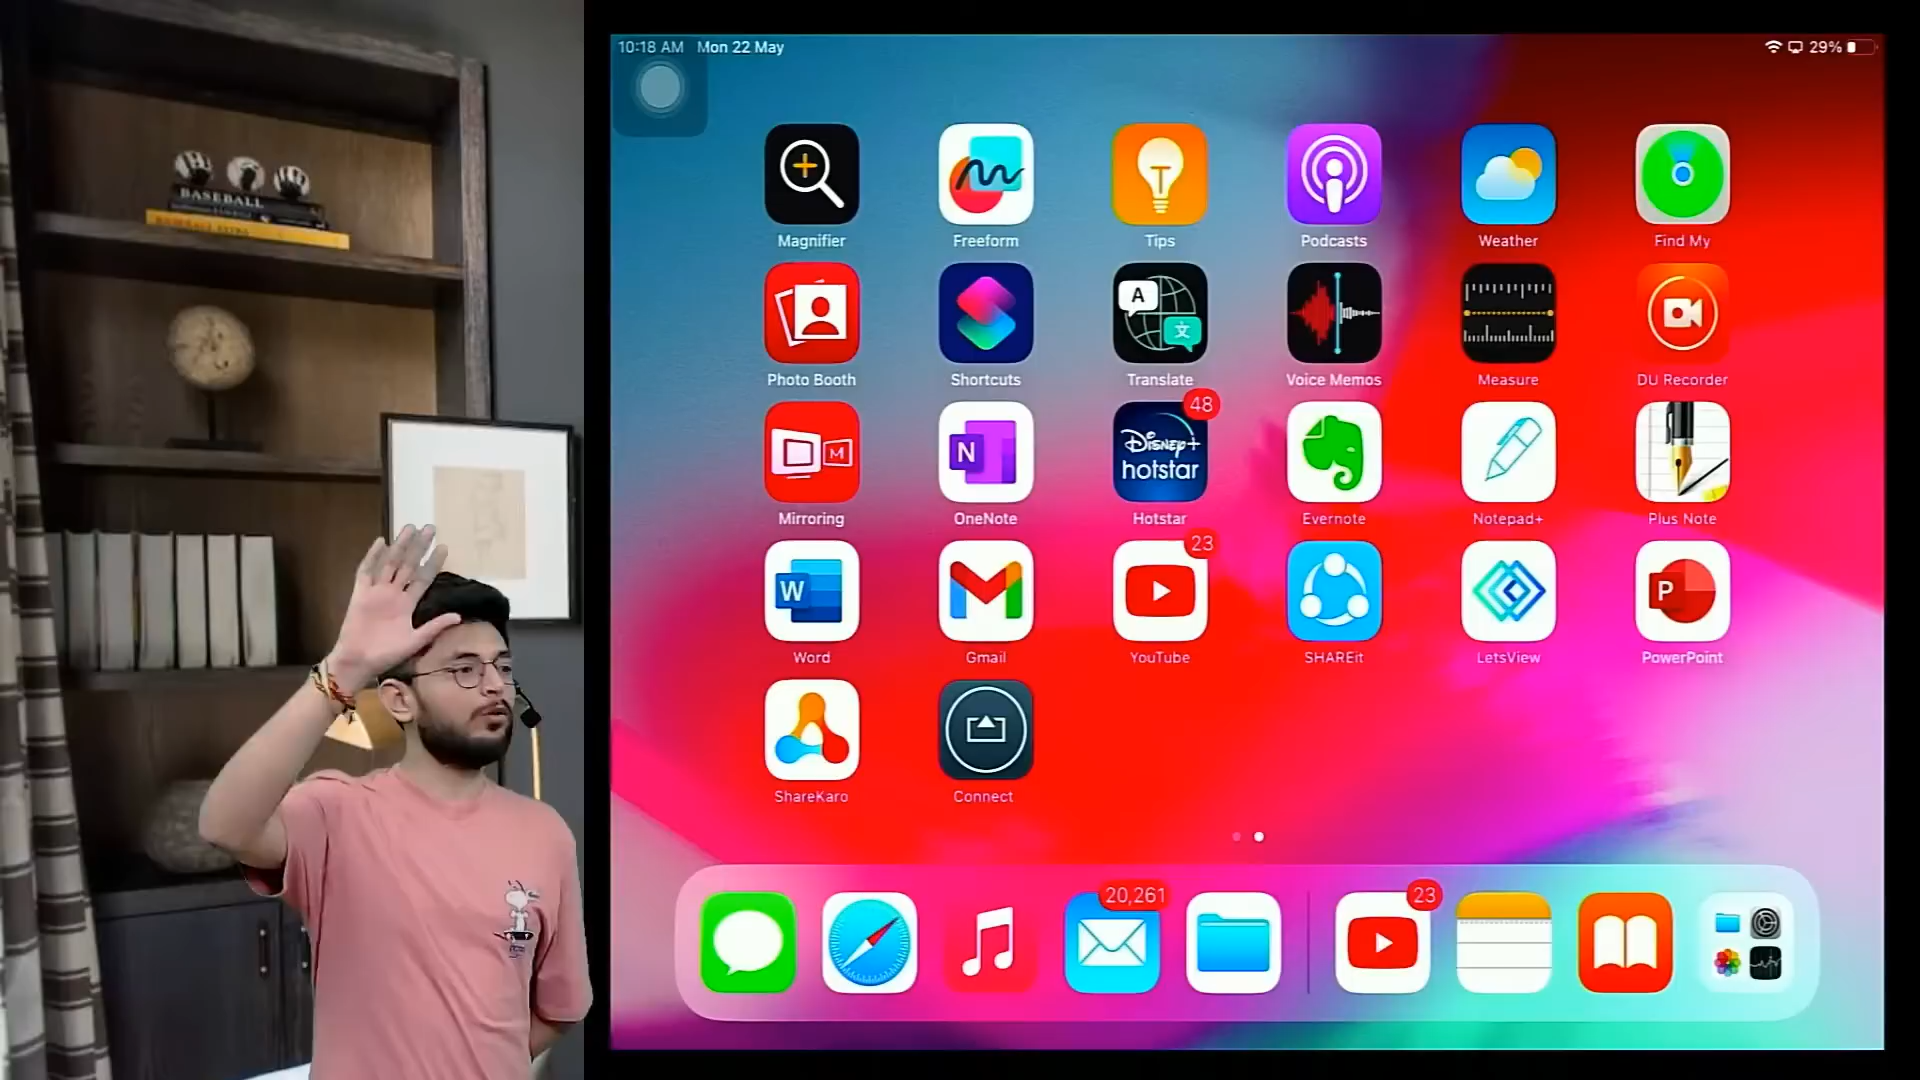 10:18 AM Mon 22 May
29%
BASEBALL
Magnifier
Freeform
Tips
Podcasts
Weather
Find My
A
文
Photo Booth
Shortcuts
Translate
Voice Memos
Measure
DU Recorder
M
N
Disney+
hotstar
48
Mirroring
OneNote
Hotstar
Evernote
Notepad+
Plus Note
W
23
P
Word
Gmail
YouTube
SHAREit
LetsView
PowerPoint
ShareKaro
Connect
20,261
23